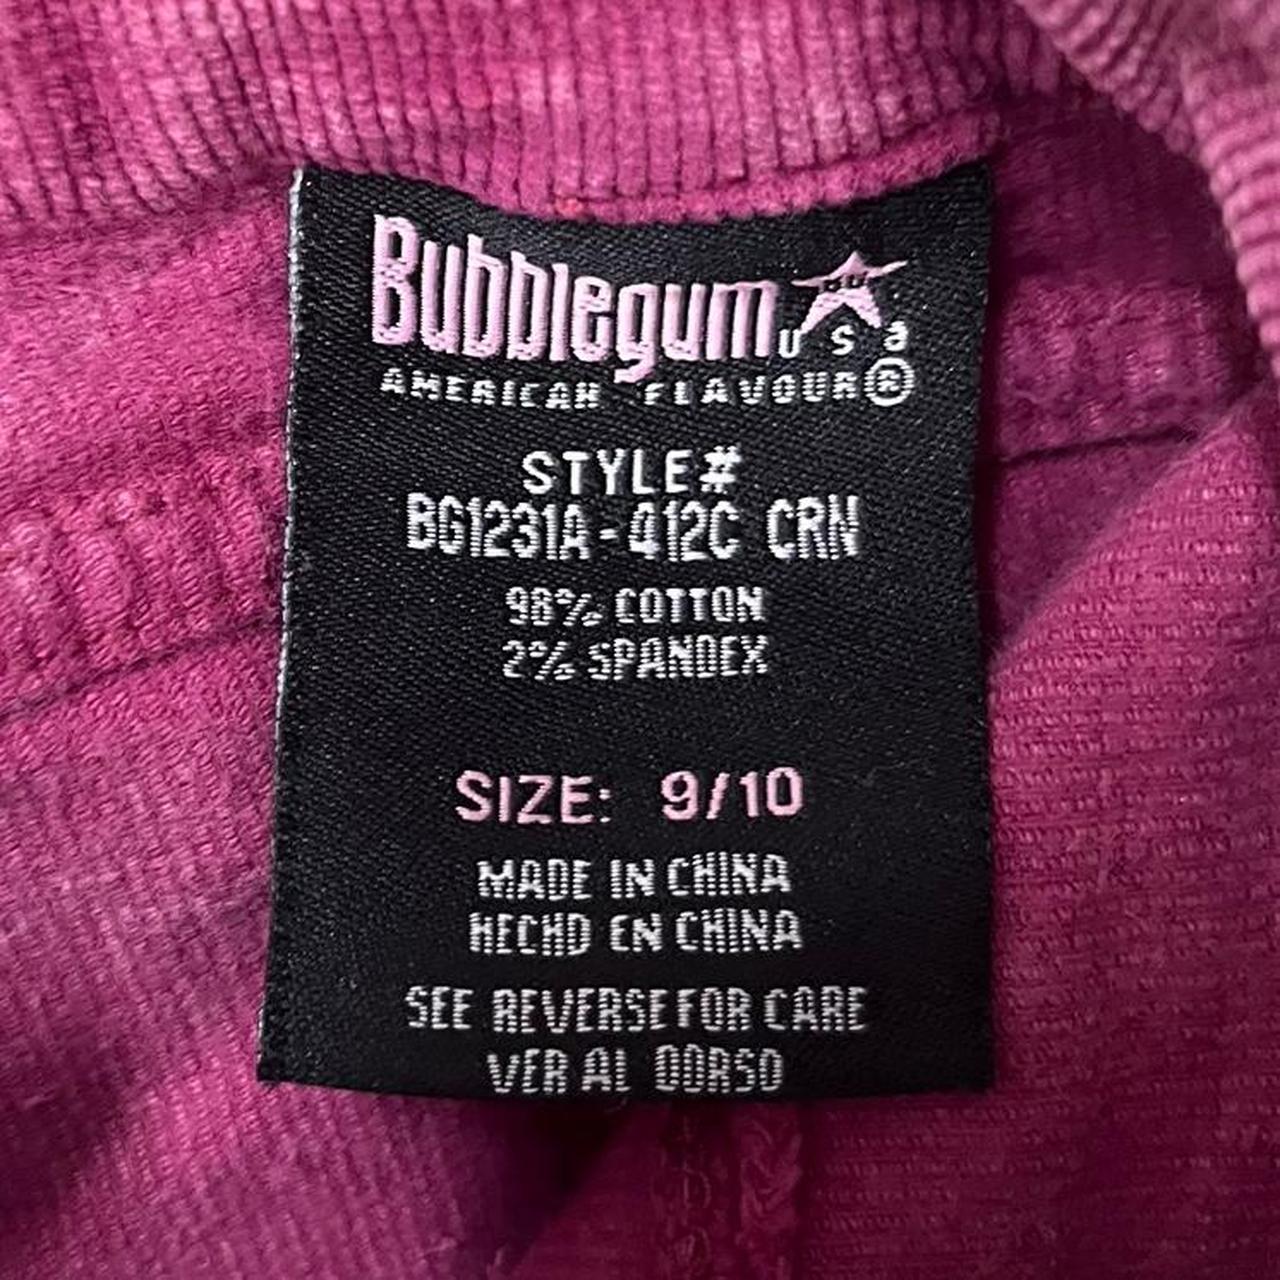 Bubblegum USa
AMERICAN FLAVOUR®
STYLE#
BG1231A-412C CRN
98% COTTON
2% SPANDEX
SIZE: 9/10
MADE IN CHINA
HECHO EN CHINA
SEE REVERSE FOR CARE
VER AL DORSO